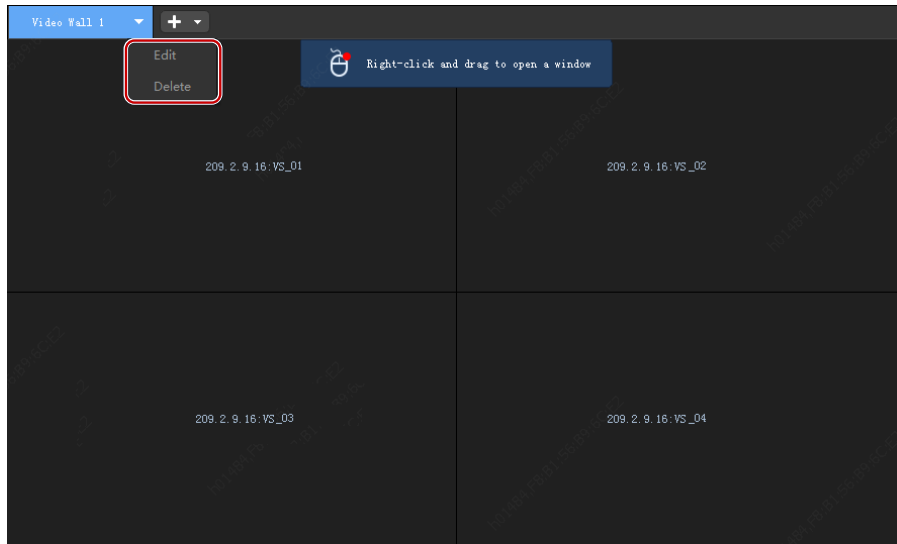 Video Wall 1
Edit
Delete
Right-click and drag to open a window
209.2.9.16:VS_01
209.2.9.16:VS_02
209.2.9.16:VS_03
209.2.9.16:VS_04